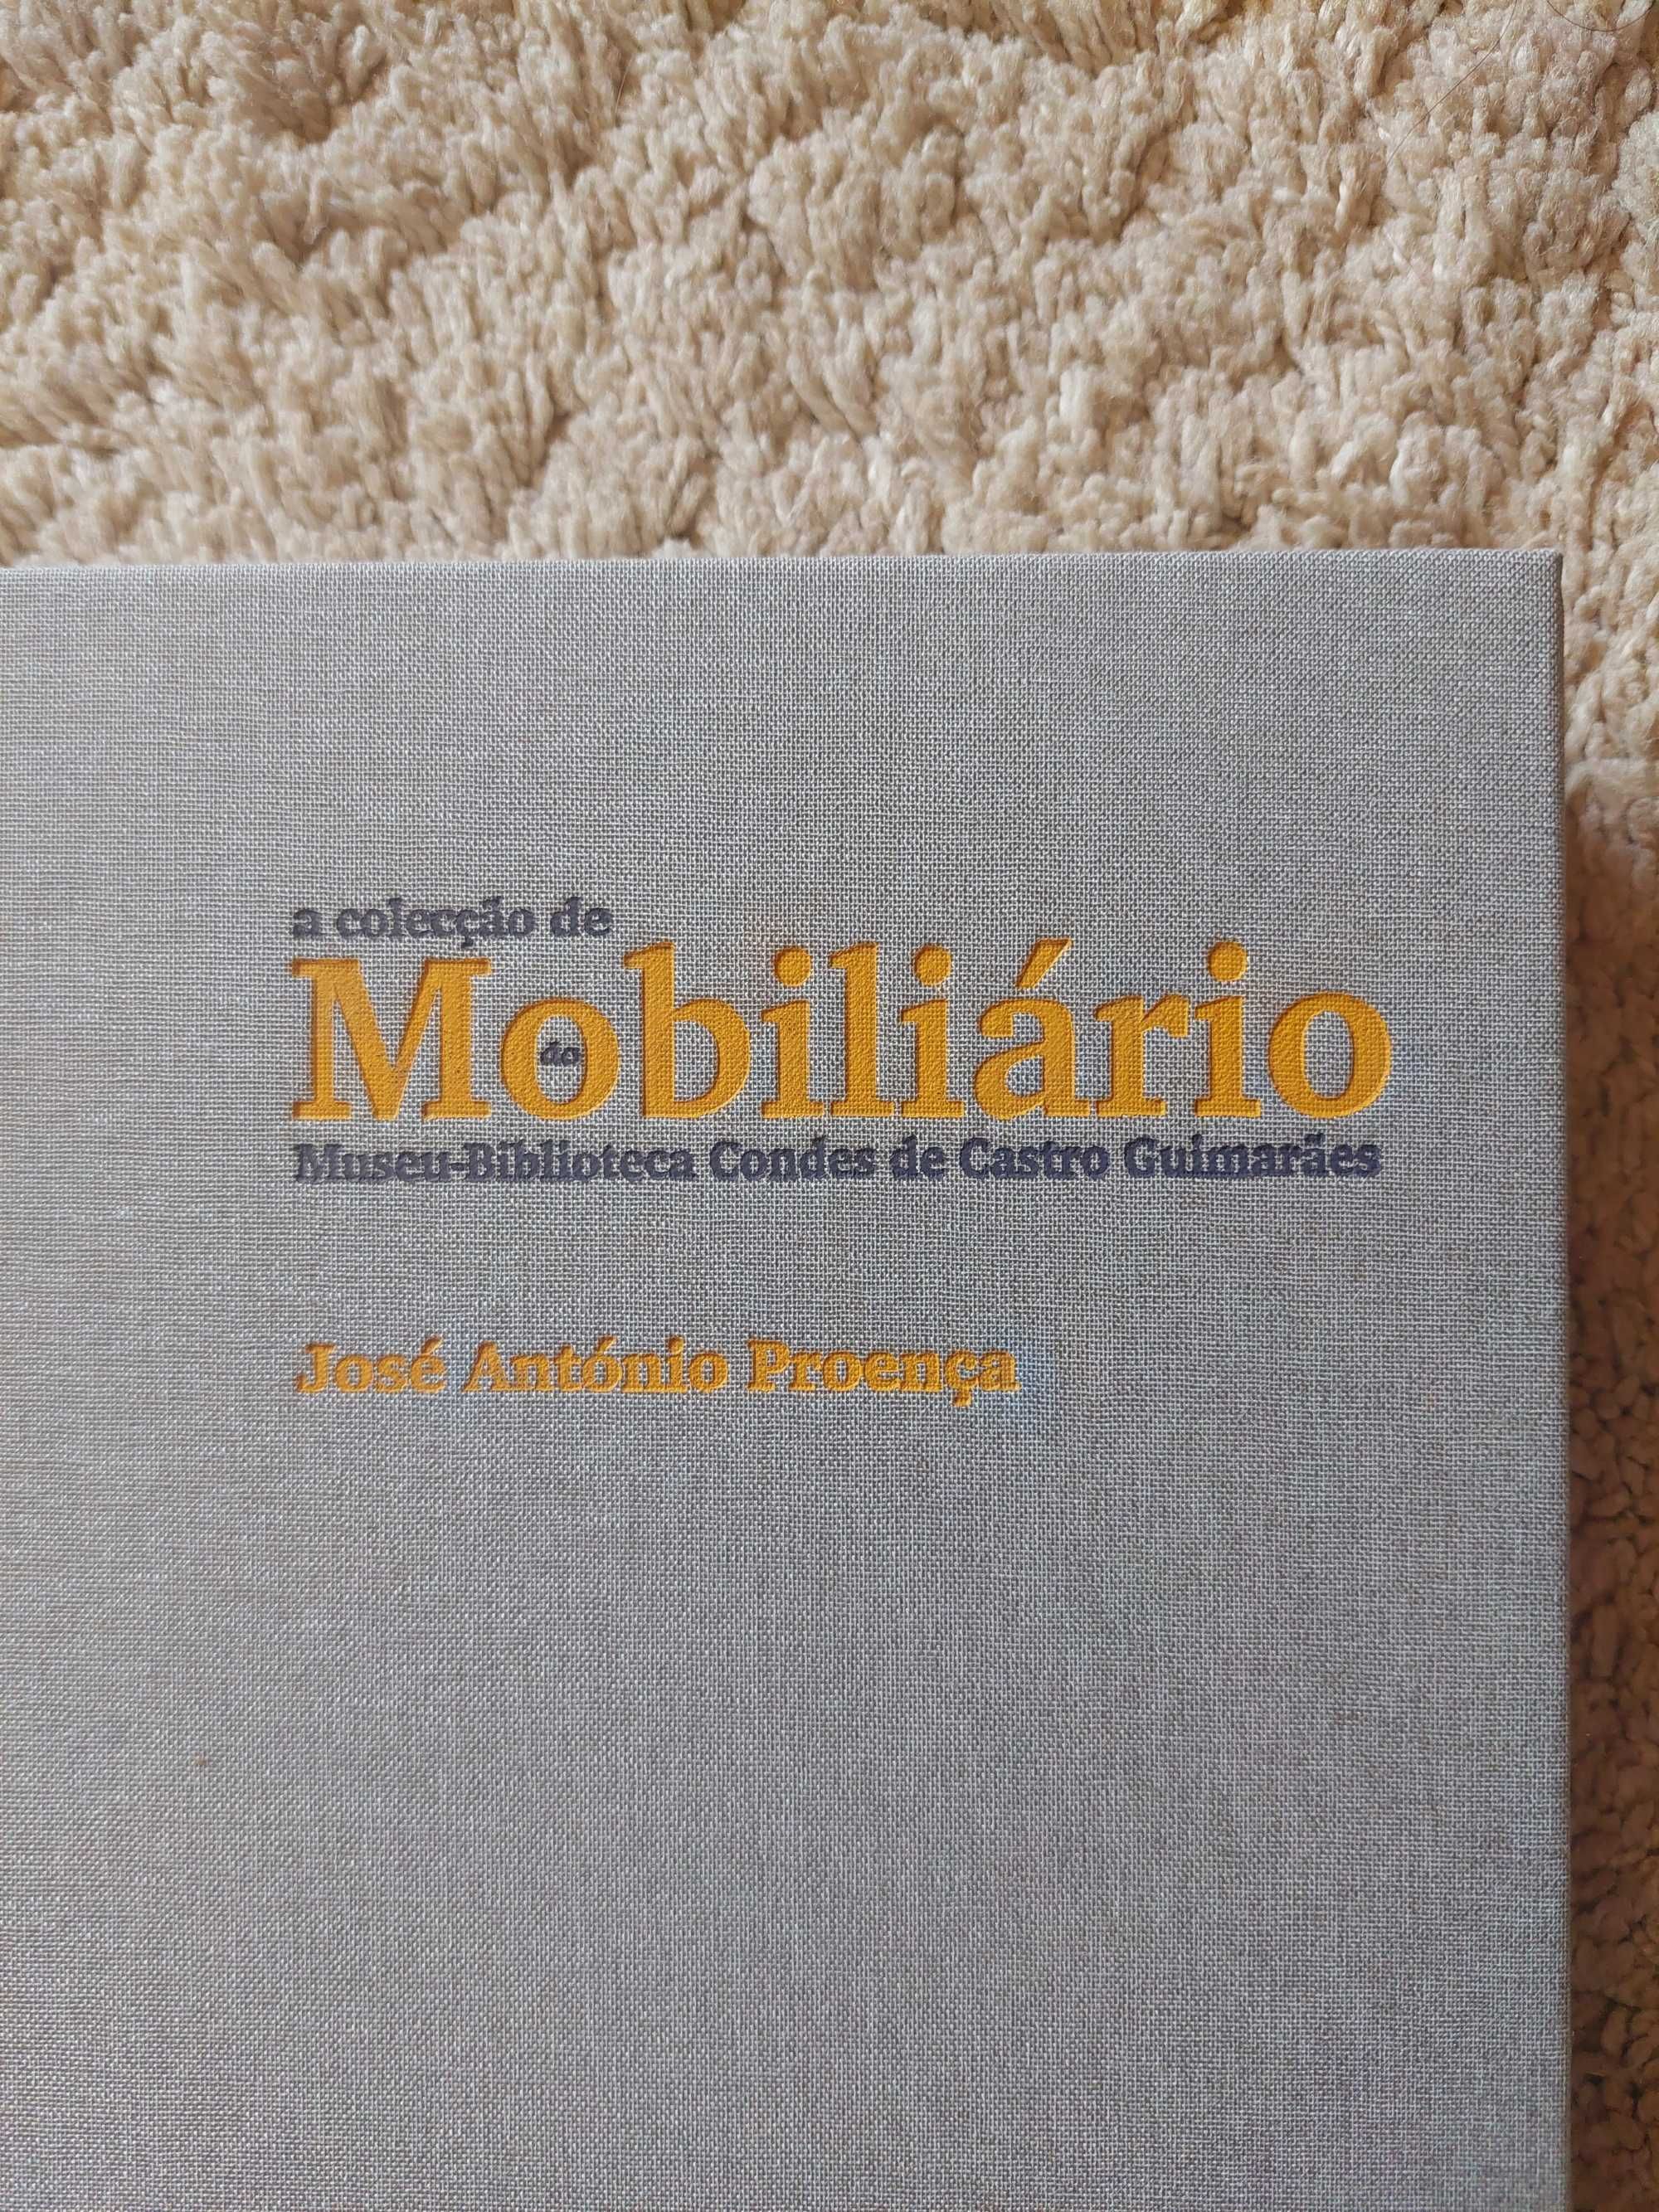 a colecção de
Mobiliário
do
Museu-Biblioteca Condes de Castro Guimarães
José António Proença